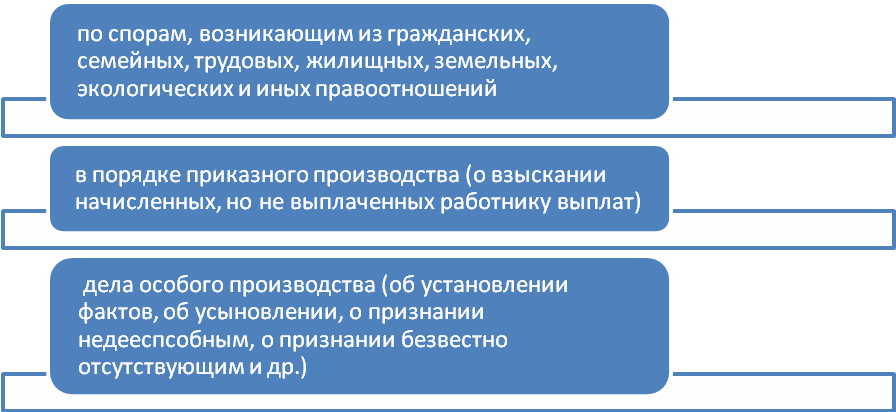 по спорам, возникающим из гражданских,
семейных, трудовых, жилищных, земельных,
экологических и иных правоотношений
в порядке приказного производства (о взыскании
начисленных, но не выплаченных работнику выплат)
дела особого производства (об установлении
фактов, об усыновлении, о признании
недееспсобным, о признании безвестно
отсутствующим и др.)